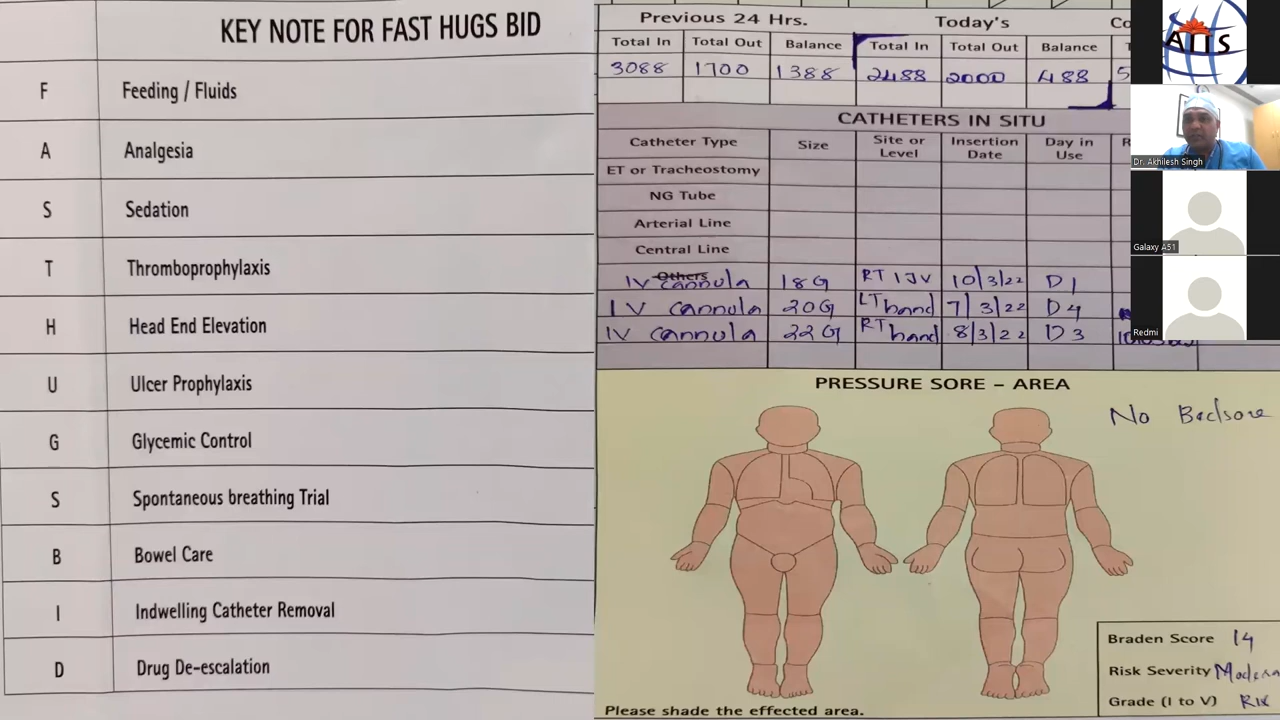 KEY NOTE FOR FAST HUGS BID
F Feeding / Fluids
A Analgesia
S Sedation
T Thromboprophylaxis
H Head End Elevation
U Ulcer Prophylaxis
G Glycemic Control
S Spontaneous breathing Trial
B Bowel Care
I Indwelling Catheter Removal
D Drug De-escalation
Previous 24 Hrs. Today's Co
Total In Total Out Balance Total In Total Out Balance
3088 1700 1388 2488 2000 488 5
CATHETERS IN SITU
Catheter Type Size Site or Level Insertion Date Day in Use R
ET or Tracheostomy
NG Tube
Arterial Line
Central Line
Others
IV cannula 18G RT IJV 10/3/22 D1
IV cannula 20G LT hand 7/3/22 D4
IV cannula 22G RT hand 8/3/22 D3
PRESSURE SORE – AREA
No Bedsore
Braden Score 14
Risk Severity Modera
Grade (I to V)
Please shade the effected area.
AIIS
Dr. Akhilesh Singh
Galaxy A51
Redmi